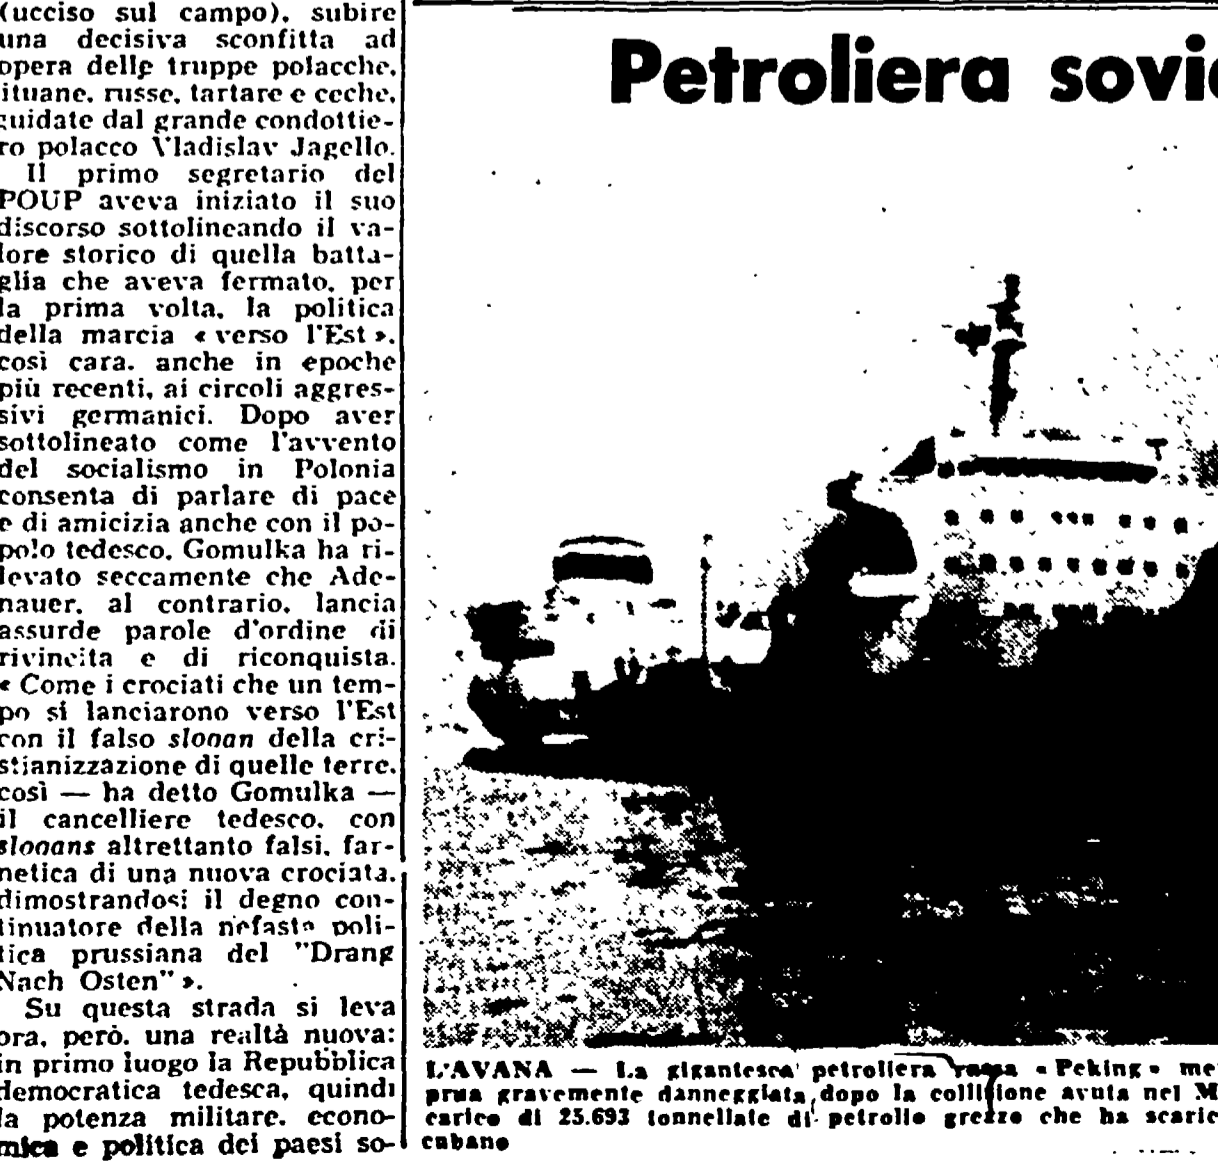 (ucciso sul campo), subire
una decisiva sconfitta ad
opera delle truppe polacche,
lituane, russe, tartare e ceche,
guidate dal grande condottie-
ro polacco Vladislav Jagello.
Il primo segretario del
POUP aveva iniziato il suo
discorso sottolineando il va-
lore storico di quella batta-
glia che aveva fermato, per
la prima volta, la politica
della marcia « verso l'Est »,
così cara, anche in epoche
più recenti, ai circoli aggres-
sivi germanici. Dopo aver
sottolineato come l'avvento
del socialismo in Polonia
consenta di parlare di pace
e di amicizia anche con il po-
polo tedesco, Gomulka ha ri-
levato seccamente che Ade-
nauer, al contrario, lancia
assurde parole d'ordine di
rivincita e di riconquista.
« Come i crociati che un tem-
po si lanciarono verso l'Est
con il falso slogan della cri-
stianizzazione di quelle terre,
così — ha detto Gomulka —
il cancelliere tedesco, con
slogans altrettanto falsi, far-
netica di una nuova crociata,
dimostrandosi il degno con-
tinuatore della nefasta poli-
tica prussiana del "Drang
Nach Osten" ».
Su questa strada si leva
ora, però, una realtà nuova:
in primo luogo la Repubblica
democratica tedesca, quindi
la potenza militare, econo-
mica e politica dei paesi so-
Petroliera sovie
L'AVANA — La gigantesca petroliera russa « Peking » me
prua gravemente danneggiata dopo la collisione avuta nel M
carico di 25.693 tonnellate di petrolio grezzo che ha scaric
cubano